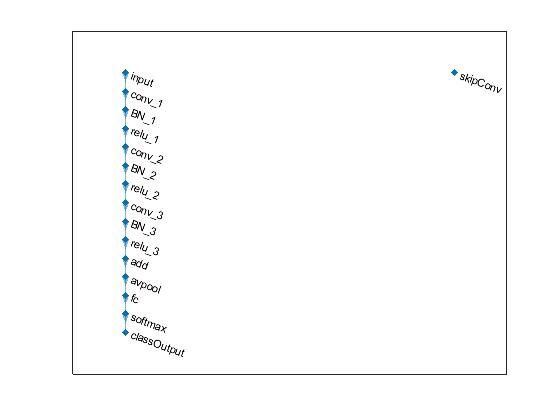 input
skipConv
conv_1
BN_1
relu_1
conv_2
BN_2
relu_2
conv_3
BN_3
relu_3
add
avpool
fc
softmax
classOutput